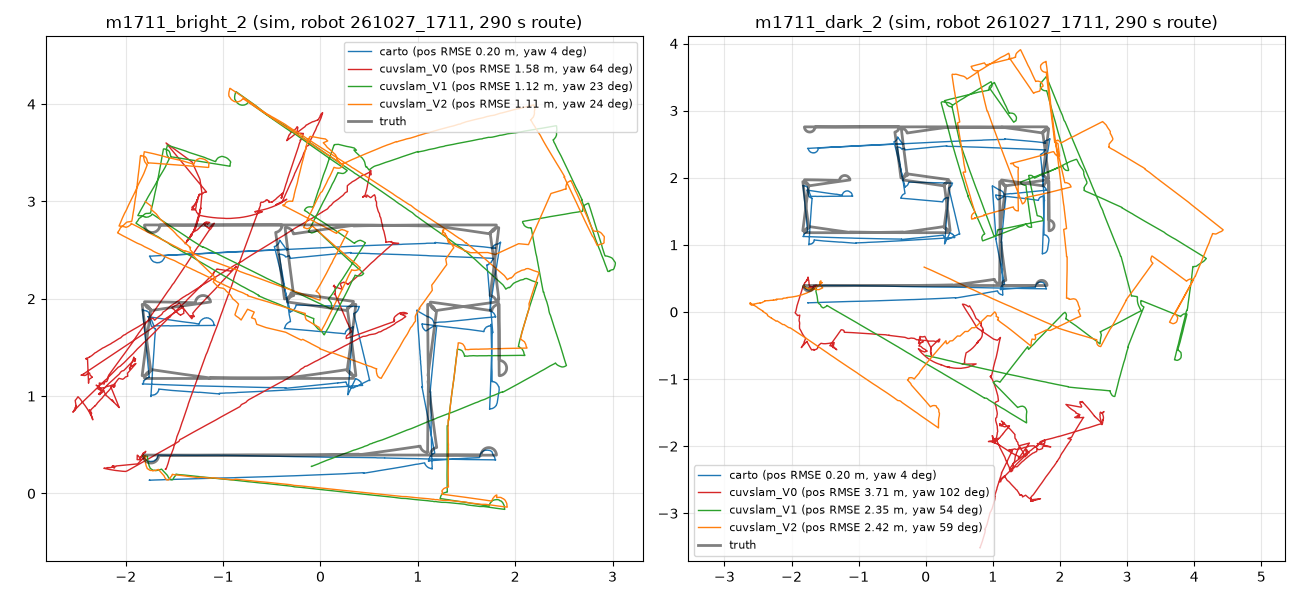 m1711_bright_2 (sim, robot 261027_1711, 290 s route)
carto (pos RMSE 0.20 m, yaw 4 deg)
cuvslam_V0 (pos RMSE 1.58 m, yaw 64 deg)
cuvslam_V1 (pos RMSE 1.12 m, yaw 23 deg)
cuvslam_V2 (pos RMSE 1.11 m, yaw 24 deg)
truth
4
3
2
1
0
−2
−1
0
1
2
3
m1711_dark_2 (sim, robot 261027_1711, 290 s route)
4
3
2
1
0
−1
−2
−3
carto (pos RMSE 0.20 m, yaw 4 deg)
cuvslam_V0 (pos RMSE 3.71 m, yaw 102 deg)
cuvslam_V1 (pos RMSE 2.35 m, yaw 54 deg)
cuvslam_V2 (pos RMSE 2.42 m, yaw 59 deg)
truth
−3
−2
−1
0
1
2
3
4
5